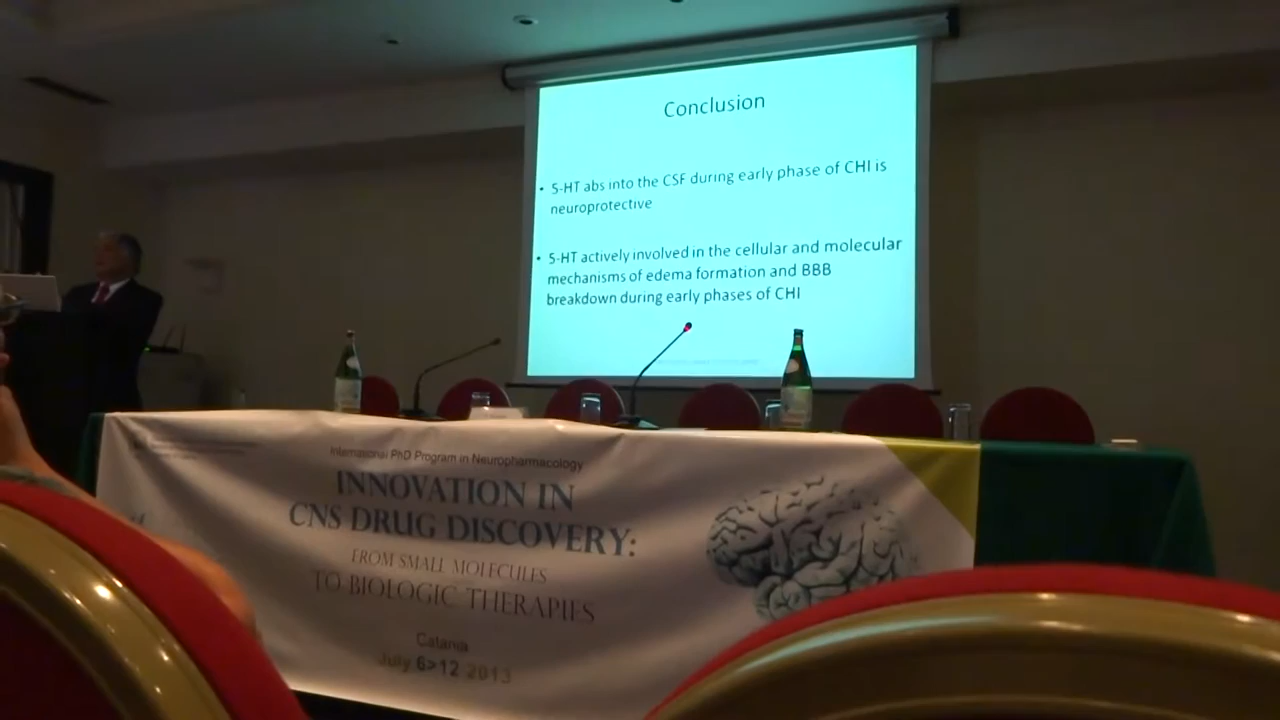 Conclusion
• 5-HT abs into the CSF during early phase of CHI is
neuroprotective
• 5-HT actively involved in the cellular and molecular
mechanisms of edema formation and BBB
breakdown during early phases of CHI
International PhD Program in Neuropharmacology
INNOVATION IN
CNS DRUG DISCOVERY:
FROM SMALL MOLECULES
TO BIOLOGIC THERAPIES
Catania
July 6>12 2013